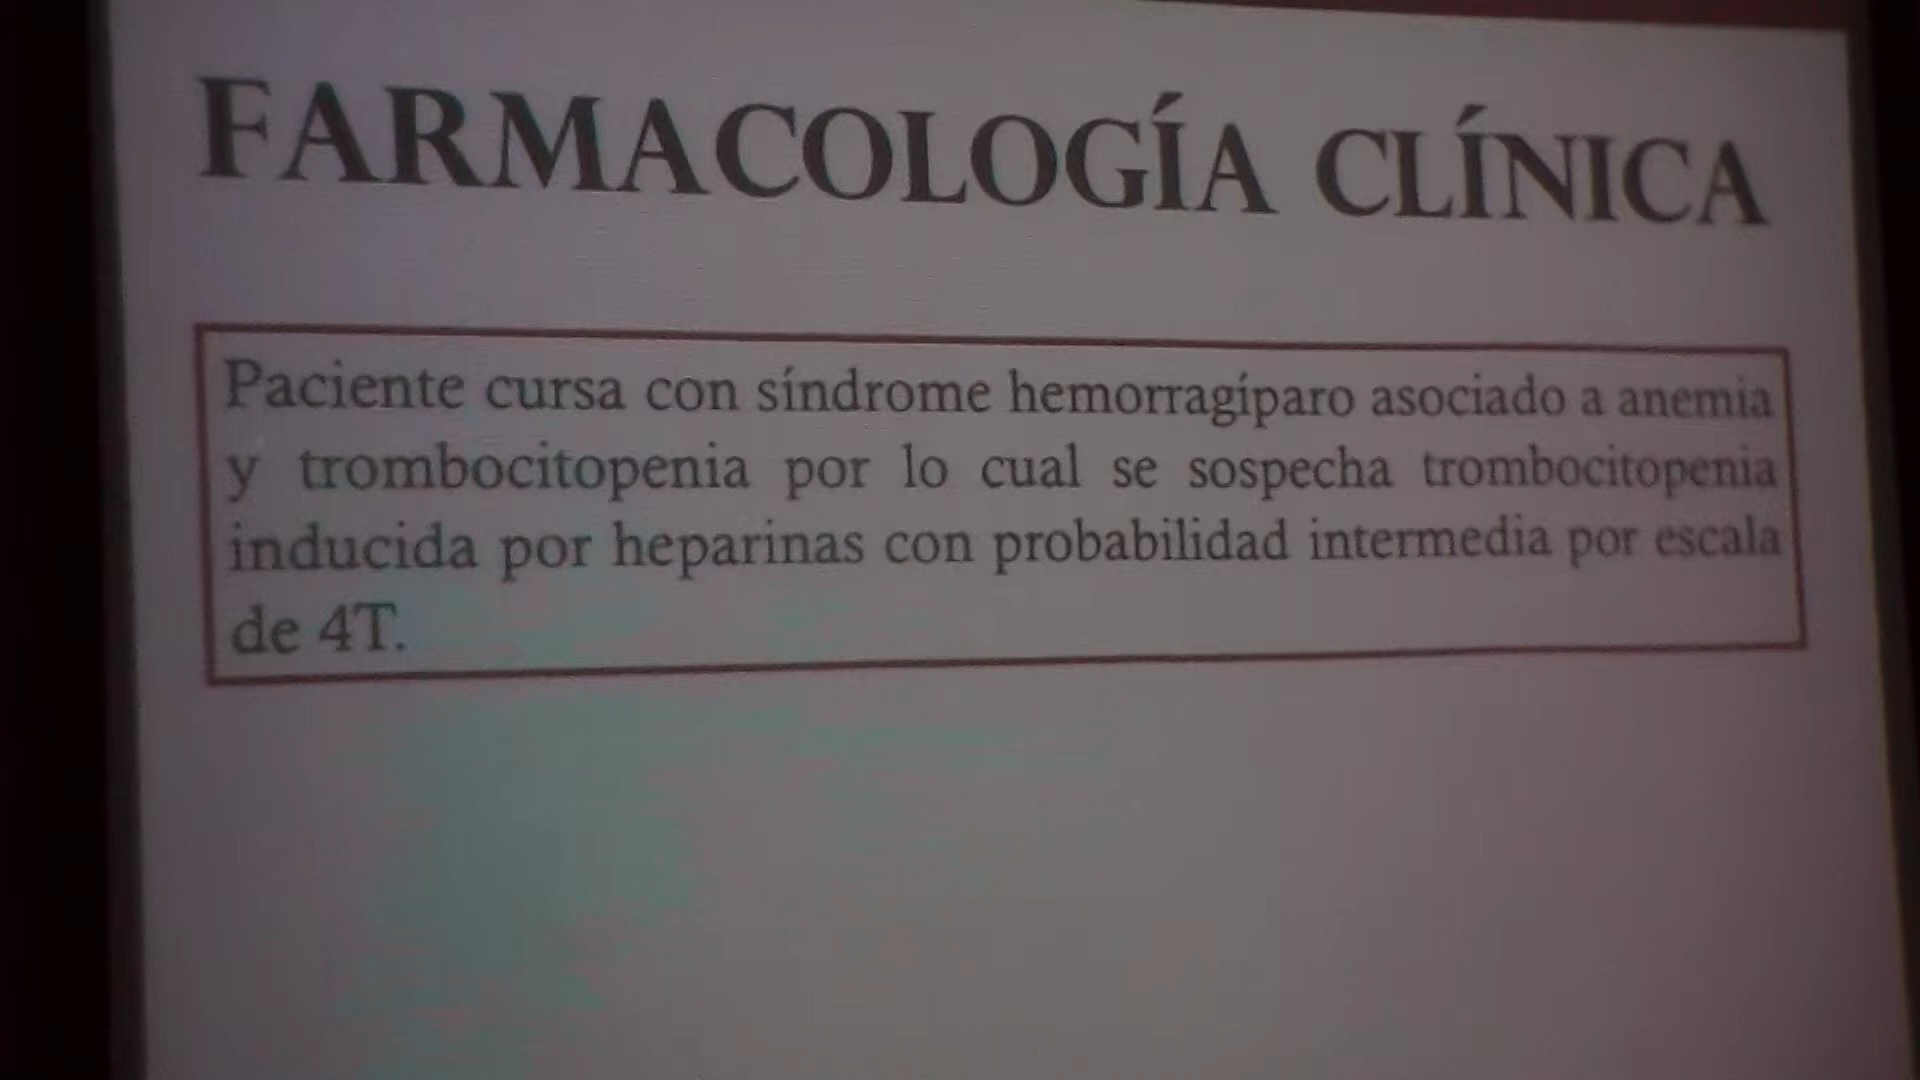 FARMACOLOGÍA CLÍNICA
Paciente cursa con síndrome hemorragíparo asociado a anemia
y trombocitopenia por lo cual se sospecha trombocitopenia
inducida por heparinas con probabilidad intermedia por escala
de 4T.